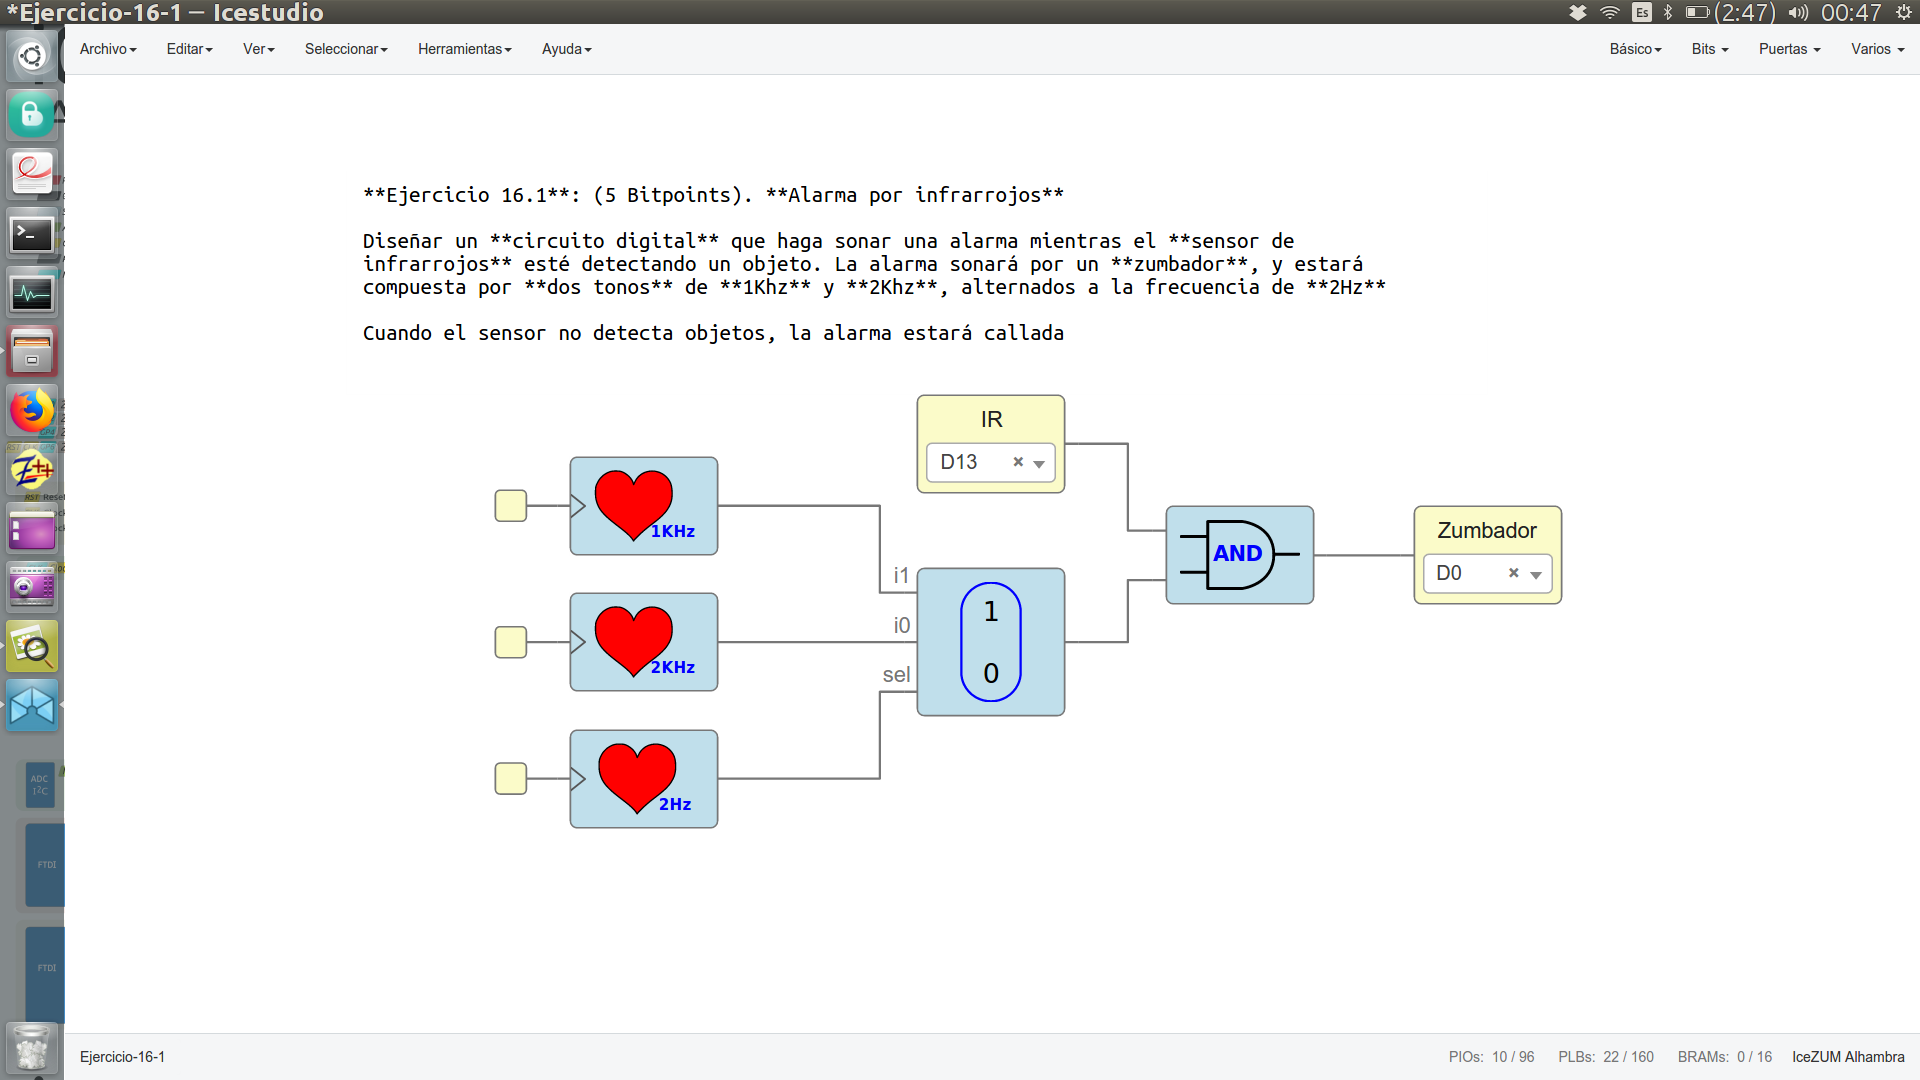 *Ejercicio-16-1 — Icestudio
Es (2:47) 00:47
Archivo Editar Ver Seleccionar Herramientas Ayuda Básico Bits Puertas Varios
**Ejercicio 16.1**: (5 Bitpoints). **Alarma por infrarrojos**
Diseñar un **circuito digital** que haga sonar una alarma mientras el **sensor de
infrarrojos** esté detectando un objeto. La alarma sonará por un **zumbador**, y estará
compuesta por **dos tonos** de **1Khz** y **2Khz**, alternados a la frecuencia de **2Hz**
Cuando el sensor no detecta objetos, la alarma estará callada
IR
D13 ×
1KHz
AND
Zumbador
D0 ×
i1
1
i0
2KHz
sel
0
2Hz
ADC
I²C
FTDI
FTDI
Ejercicio-16-1 PIOs: 10 / 96 PLBs: 22 / 160 BRAMs: 0 / 16 IceZUM Alhambra